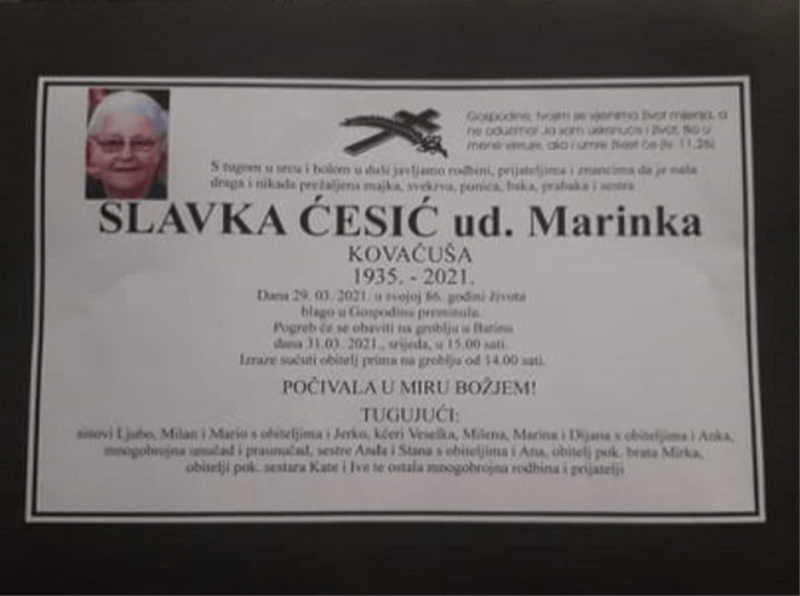 Gospodine, tvojim se vjernima život mijenja, a
ne oduzima! Ja sam uskrsnuće i život, tko u
mene vjeruje, ako i umre živjet će (Iv. 11,25)
S tugom u srcu i bolom u duši javljamo rodbini, prijateljima i znancima da je naša
draga i nikada prežaljena majka, svekrva, punica, baka, prabaka i sestra
SLAVKA ĆESIĆ ud. Marinka
KOVAČUŠA
1935. - 2021.
Dana 29. 03. 2021. u svojoj 86. godini života
blago u Gospodinu preminula.
Pogreb će se obaviti na groblju u Batinu
dana 31.03. 2021., srijeda, u 15.00 sati.
Izraze sućuti obitelj prima na groblju od 14.00 sati.
POČIVALA U MIRU BOŽJEM!
TUGUJUĆI:
sinovi Ljubo, Milan i Mario s obiteljima i Jerko, kćeri Veselka, Milena, Marina i Dijana s obiteljima i Anka,
mnogobrojna unučad i praunučad, sestre Anđa i Stana s obiteljima i Ana, obitelj pok. brata Mirka,
obitelji pok. sestara Kate i Ive te ostala mnogobrojna rodbina i prijatelji